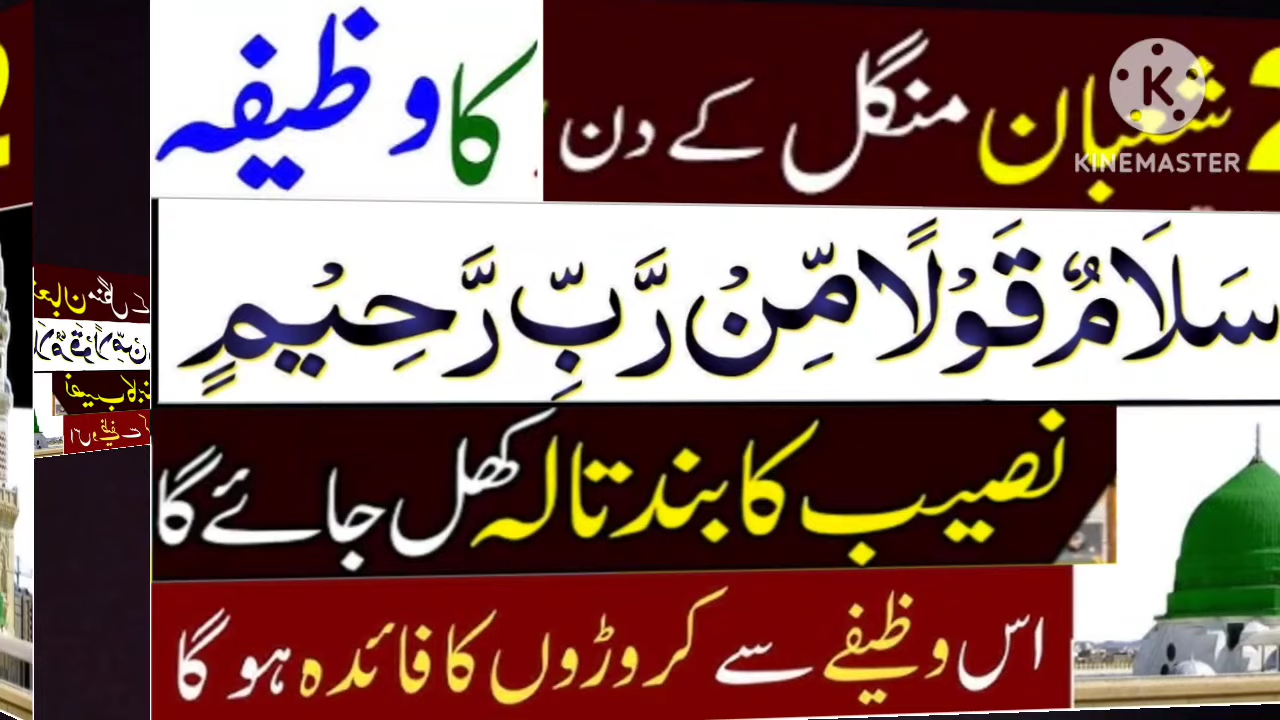 2 شعبان منگل کے دن کا وظیفہ
KINEMASTER
سَلَامٌ قَوْلًا مِّنْ رَّبِّ رَّحِيْمٍ
نصیب کا بند تالہ کھل جائے گا
اس وظیفے سے کروڑوں کا فائدہ ہو گا